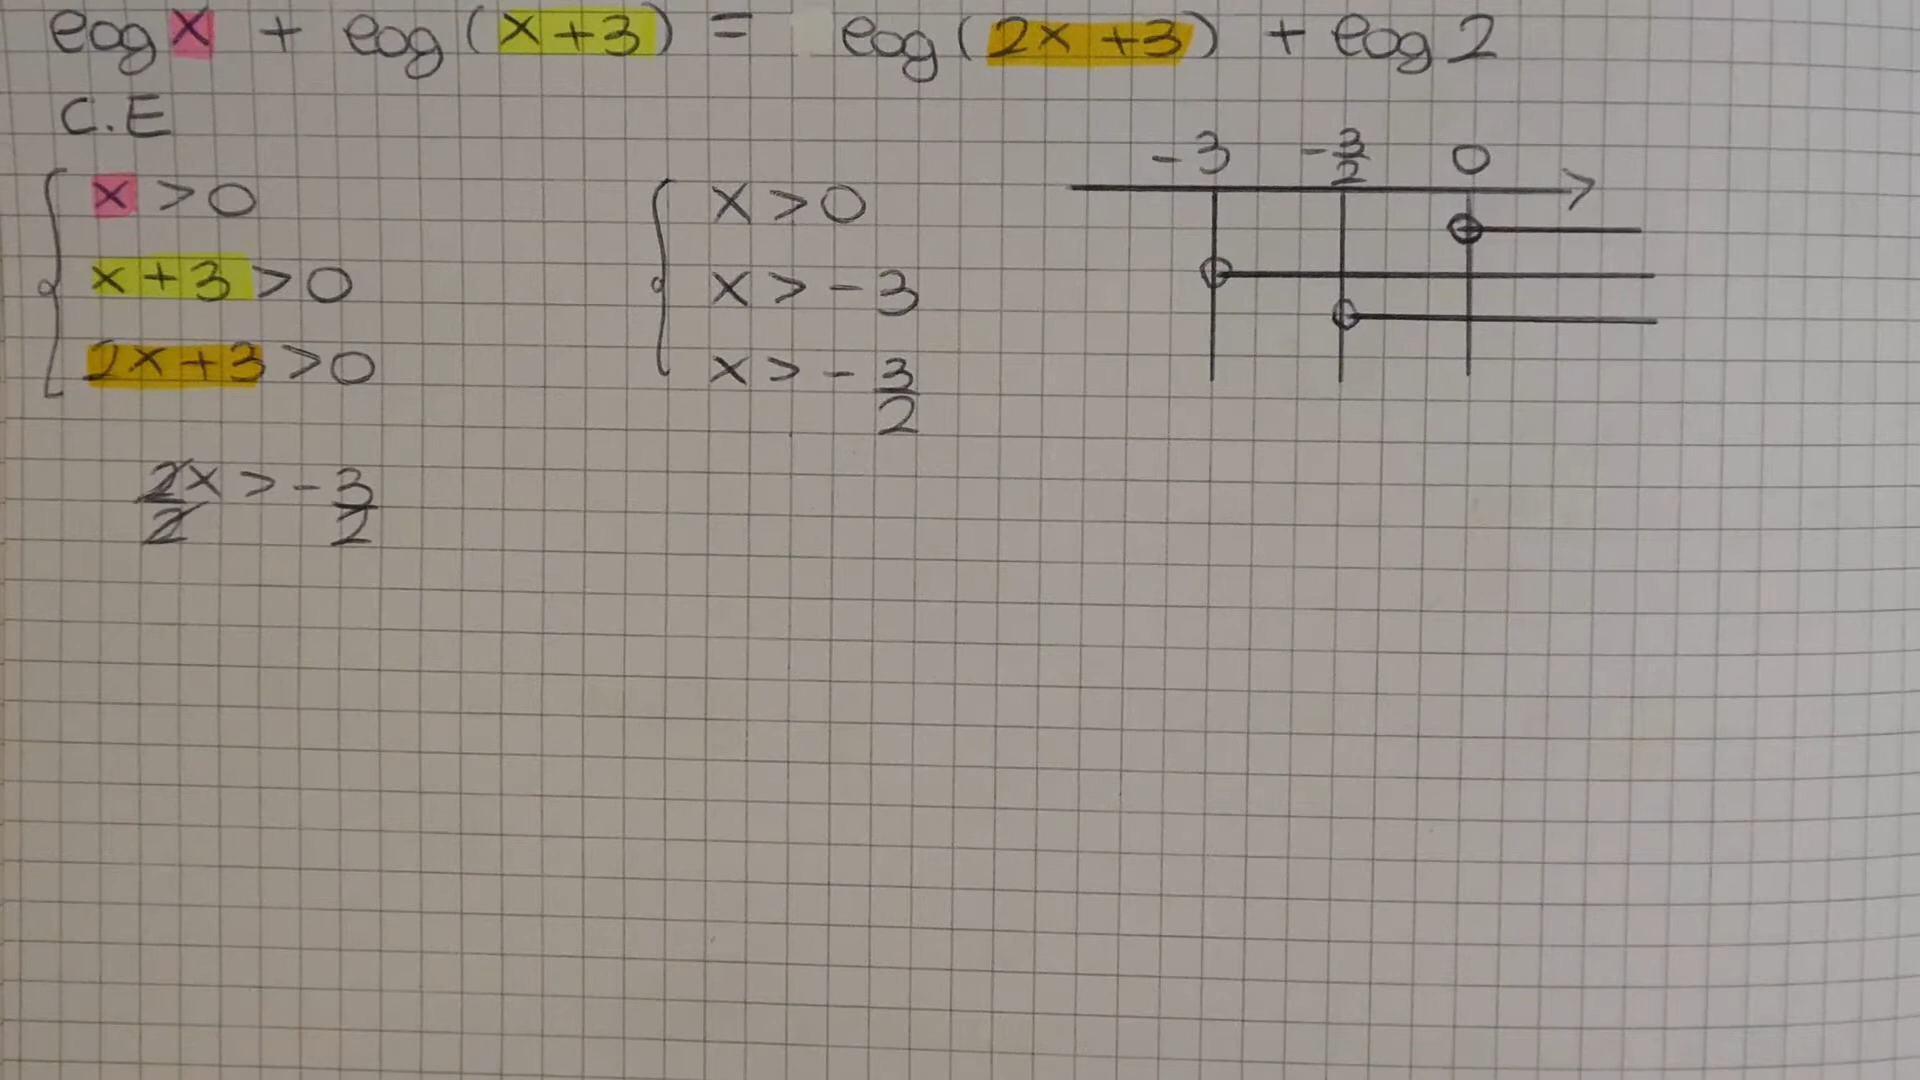 log x + log (x+3) = log (2x+3) + log 2
C.E
x > 0
x+3 > 0
2x+3 > 0
2x/2 > -3/2
x > 0
x > -3
x > -3/2
-3 -3/2 0